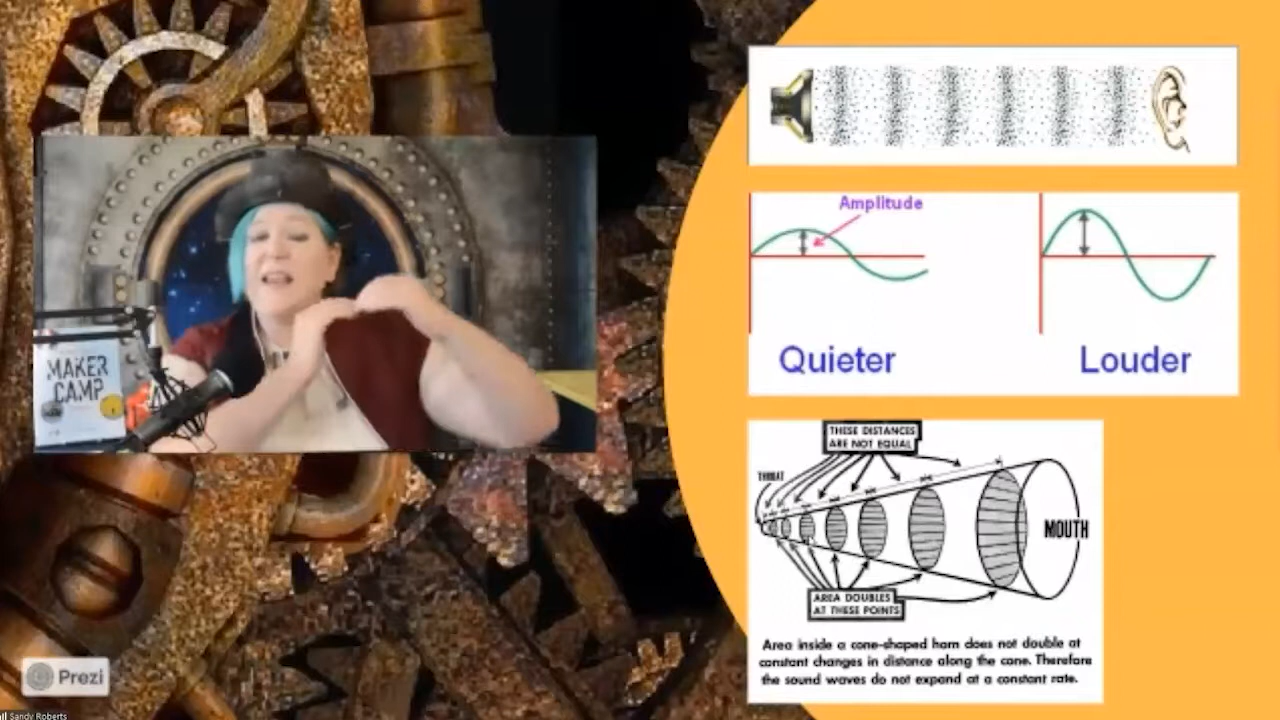 MAKER
CAMP
Prezi
Sandy Roberts
Amplitude
Quieter
Louder
THESE DISTANCES
ARE NOT EQUAL
THROAT
MOUTH
AREA DOUBLES
AT THESE POINTS
Area inside a cone-shaped horn does not double at
constant changes in distance along the cone. Therefore
the sound waves do not expand at a constant rate.